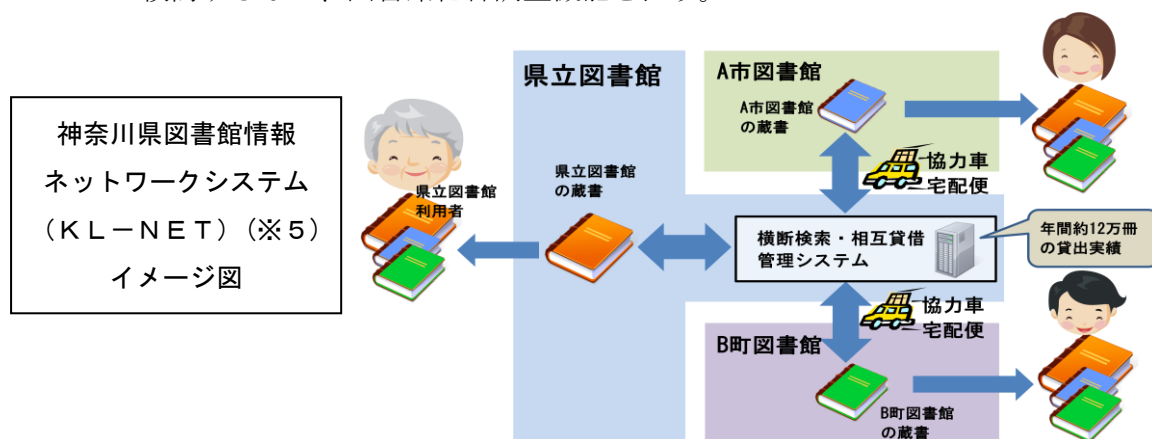 神奈川県図書館情報
ネットワークシステム
(KL-NET)(※5)
イメージ図
県立図書館
利用者
県立図書館
県立図書館
の蔵書
A市図書館
A市図書館
の蔵書
協力車
宅配便
横断検索・相互貸借
管理システム
年間約12万冊
の貸出実績
協力車
宅配便
B町図書館
B町図書館
の蔵書